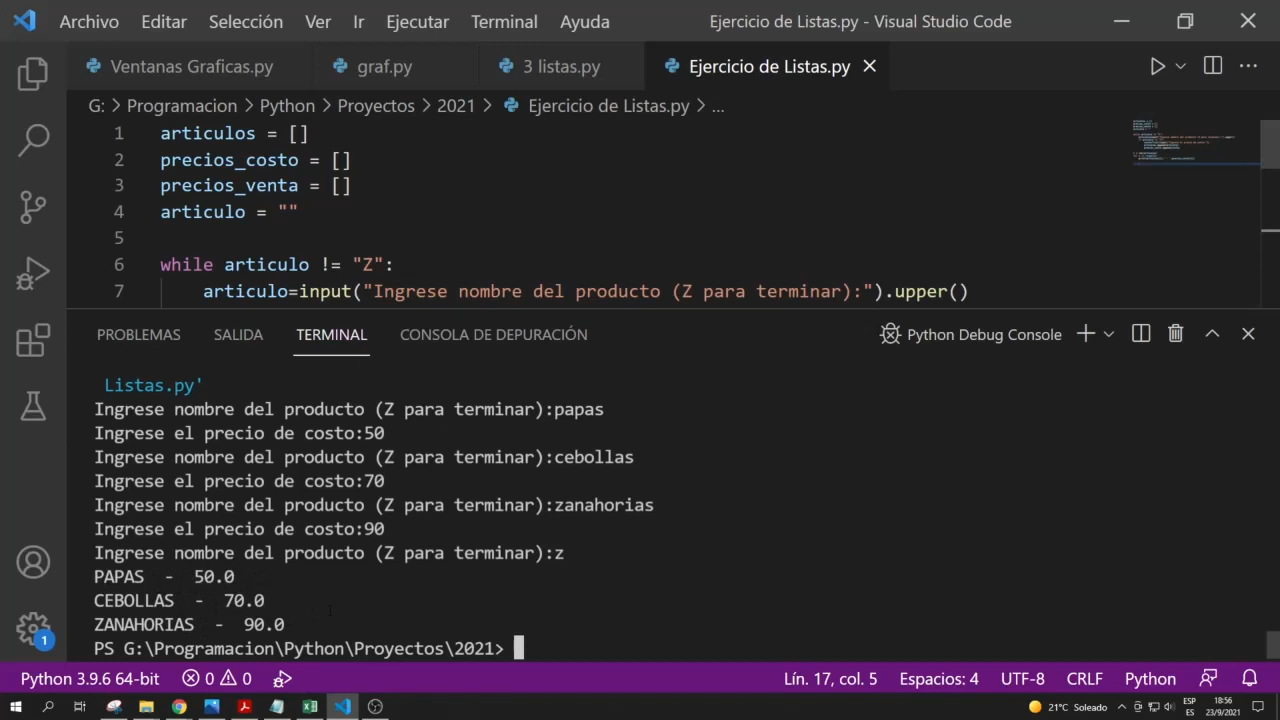 Archivo Editar Selección Ver Ir Ejecutar Terminal Ayuda Ejercicio de Listas.py - Visual Studio Code
Ventanas Graficas.py graf.py 3 listas.py Ejercicio de Listas.py
G: > Programacion > Python > Proyectos > 2021 > Ejercicio de Listas.py > ...
1 articulos = []
2 precios_costo = []
3 precios_venta = []
4 articulo = ""
5
6 while articulo != "Z":
7 articulo=input("Ingrese nombre del producto (Z para terminar):").upper()
PROBLEMAS SALIDA TERMINAL CONSOLA DE DEPURACIÓN Python Debug Console
Listas.py'
Ingrese nombre del producto (Z para terminar):papas
Ingrese el precio de costo:50
Ingrese nombre del producto (Z para terminar):cebollas
Ingrese el precio de costo:70
Ingrese nombre del producto (Z para terminar):zanahorias
Ingrese el precio de costo:90
Ingrese nombre del producto (Z para terminar):z
PAPAS - 50.0
CEBOLLAS - 70.0
ZANAHORIAS - 90.0
PS G:\Programacion\Python\Proyectos\2021>
1
Python 3.9.6 64-bit 0 0 Lín. 17, col. 5 Espacios: 4 UTF-8 CRLF Python
21°C Soleado ESP 18:56
ES 23/9/2021